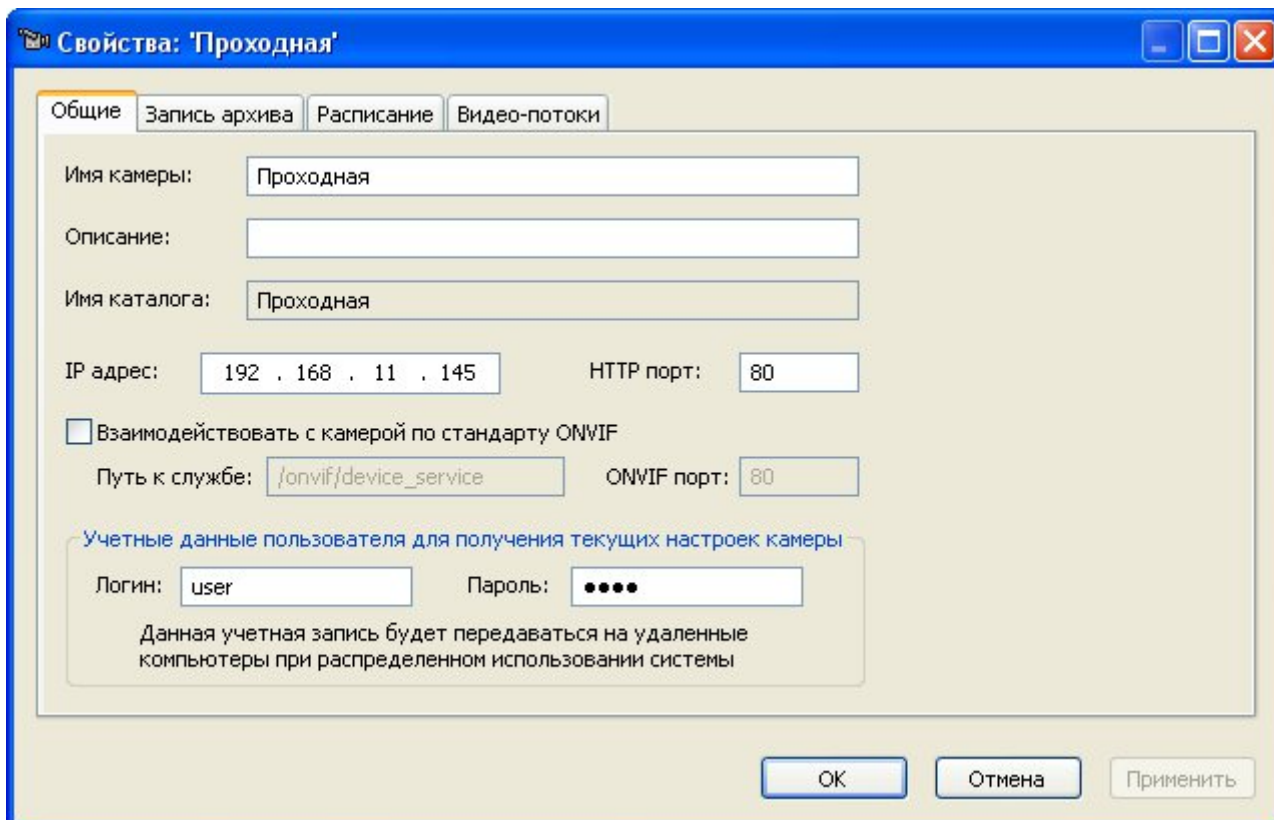 Свойства: 'Проходная'
Общие Запись архива Расписание Видео-потоки
Имя камеры: Проходная
Описание:
Имя каталога: Проходная
IP адрес: 192 . 168 . 11 . 145 HTTP порт: 80
Взаимодействовать с камерой по стандарту ONVIF
Путь к службе: /onvif/device_service ONVIF порт: 80
Учетные данные пользователя для получения текущих настроек камеры
Логин: user Пароль: ●●●●
Данная учетная запись будет передаваться на удаленные
компьютеры при распределенном использовании системы
OK Отмена Применить